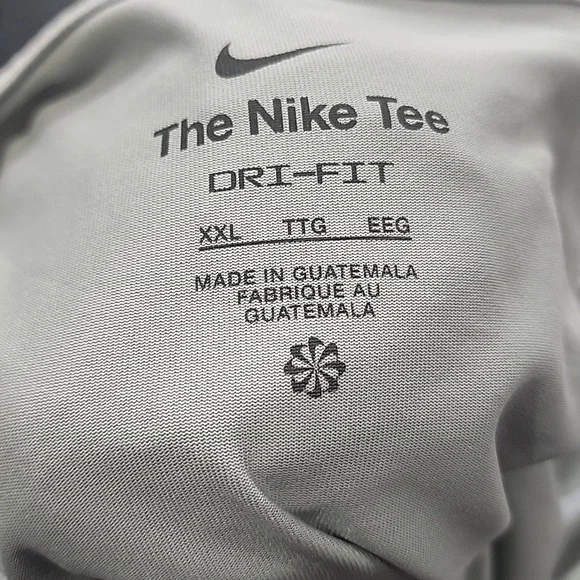 The Nike Tee
DRI-FIT
XXL TTG EEG
MADE IN GUATEMALA
FABRIQUE AU
GUATEMALA